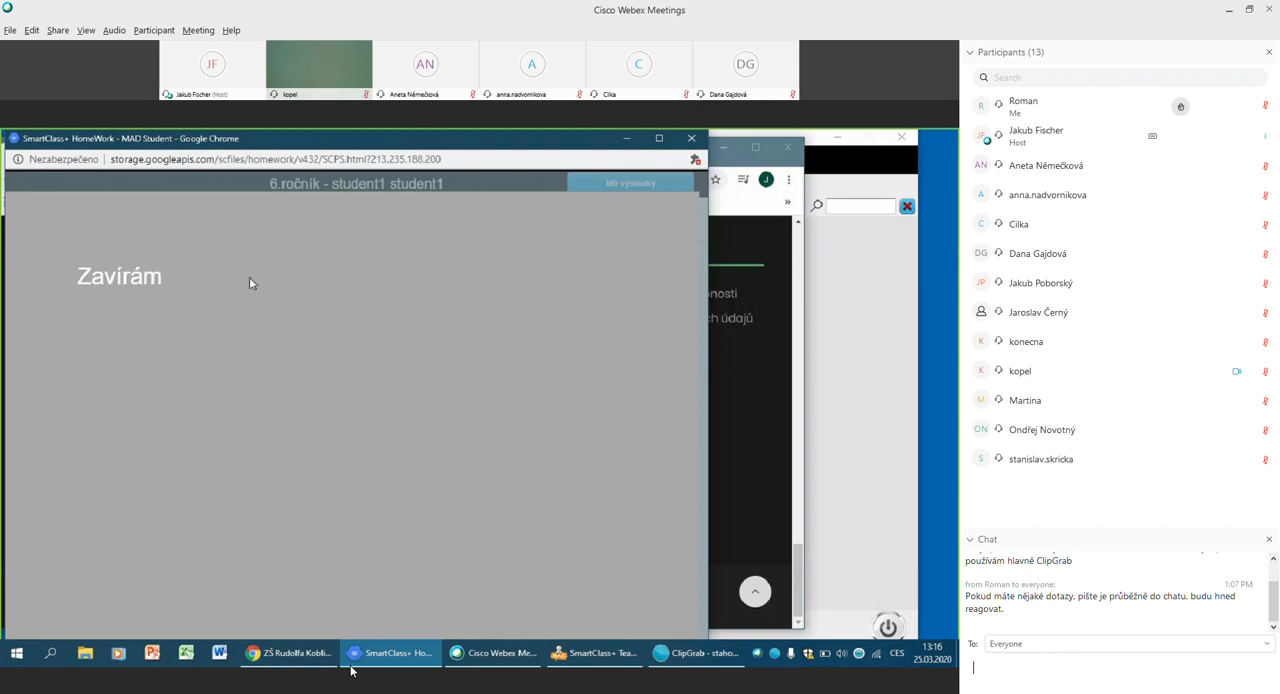 Cisco Webex Meetings
File Edit Share View Audio Participant Meeting Help
JF AN A C DG
Jakub Fischer (Host) kopel Aneta Němečková anna.nadvornikova Cilka Dana Gajdová
SmartClass+ HomeWork - MAD Student - Google Chrome
Nezabezpečeno storage.googleapis.com/scfiles/homework/v432/SCPS.html?213.235.188.200
6.ročník - student1 student1
Mé výsledky
J
Zavírám
nosti
ch údajů
ZŠ Rudolfa Kobli... SmartClass+ Ho... Cisco Webex Me... SmartClass+ Tea... ClipGrab - staho... CES 13:16
25.03.2020
Participants (13)
Search
R Roman
Me
JF Jakub Fischer
Host
AN Aneta Němečková
A anna.nadvornikova
C Cilka
DG Dana Gajdová
JP Jakub Poborský
Jaroslav Černý
K konecna
K kopel
M Martina
ON Ondřej Novotný
S stanislav.skricka
Chat
používám hlavně ClipGrab
from Roman to everyone: 1:07 PM
Pokud máte nějaké dotazy, pište je průběžně do chatu, budu hned
reagovat.
To: Everyone